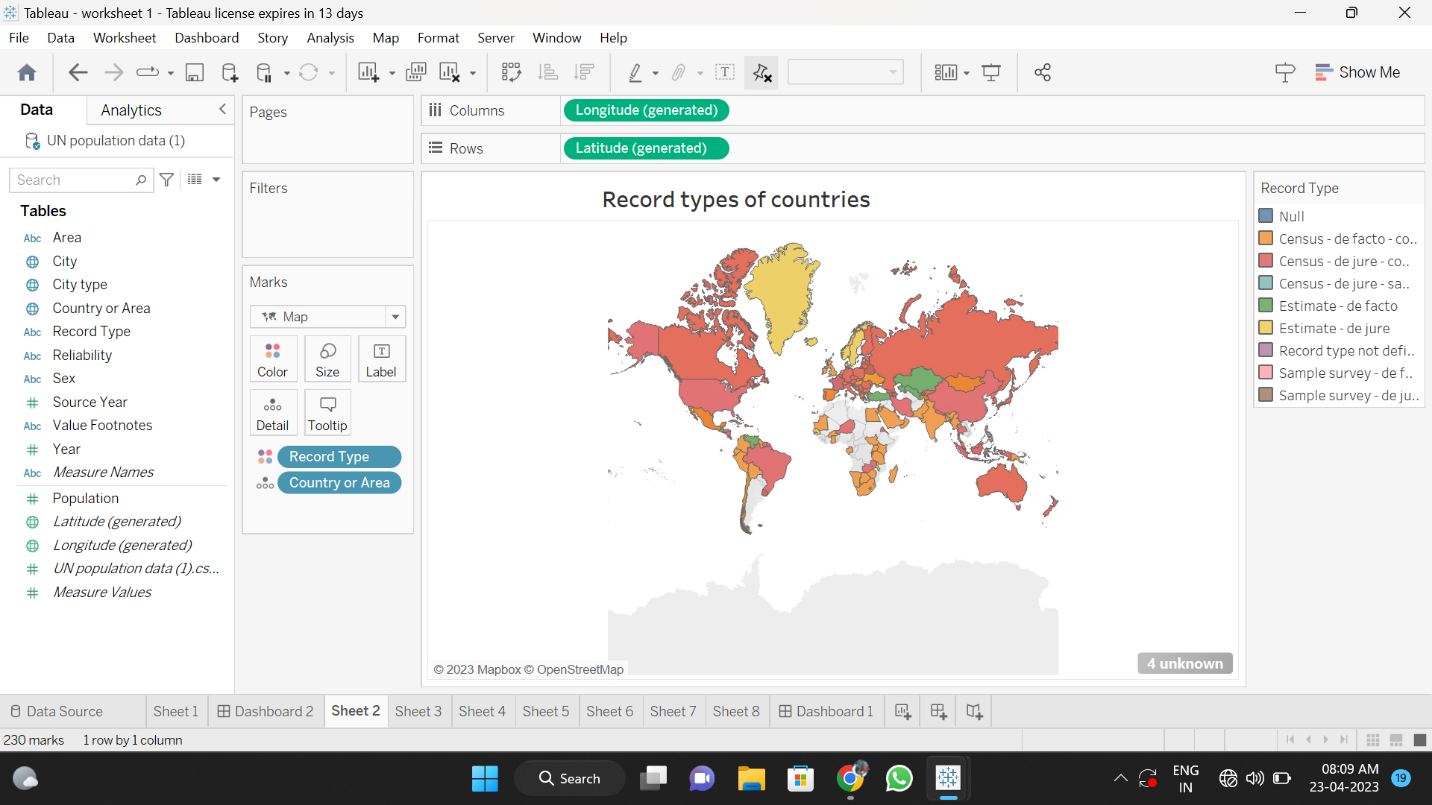 Tableau - worksheet 1 - Tableau license expires in 13 days
File Data Worksheet Dashboard Story Analysis Map Format Server Window Help
Show Me
Data Analytics
UN population data (1)
Search
Tables
Abc Area
City
City type
Country or Area
Abc Record Type
Abc Reliability
Abc Sex
Source Year
Abc Value Footnotes
Year
Abc Measure Names
Population
Latitude (generated)
Longitude (generated)
UN population data (1).cs...
Measure Values
Pages
Filters
Marks
Map
Color Size Label
Detail Tooltip
Record Type
Country or Area
Columns Longitude (generated)
Rows Latitude (generated)
Record types of countries
© 2023 Mapbox © OpenStreetMap
4 unknown
Record Type
Null
Census - de facto - co..
Census - de jure - co..
Census - de jure - sa..
Estimate - de facto
Estimate - de jure
Record type not defi..
Sample survey - de f..
Sample survey - de ju..
Data Source Sheet 1 Dashboard 2 Sheet 2 Sheet 3 Sheet 4 Sheet 5 Sheet 6 Sheet 7 Sheet 8 Dashboard 1
230 marks 1 row by 1 column
Search
ENG
IN
08:09 AM
23-04-2023
19